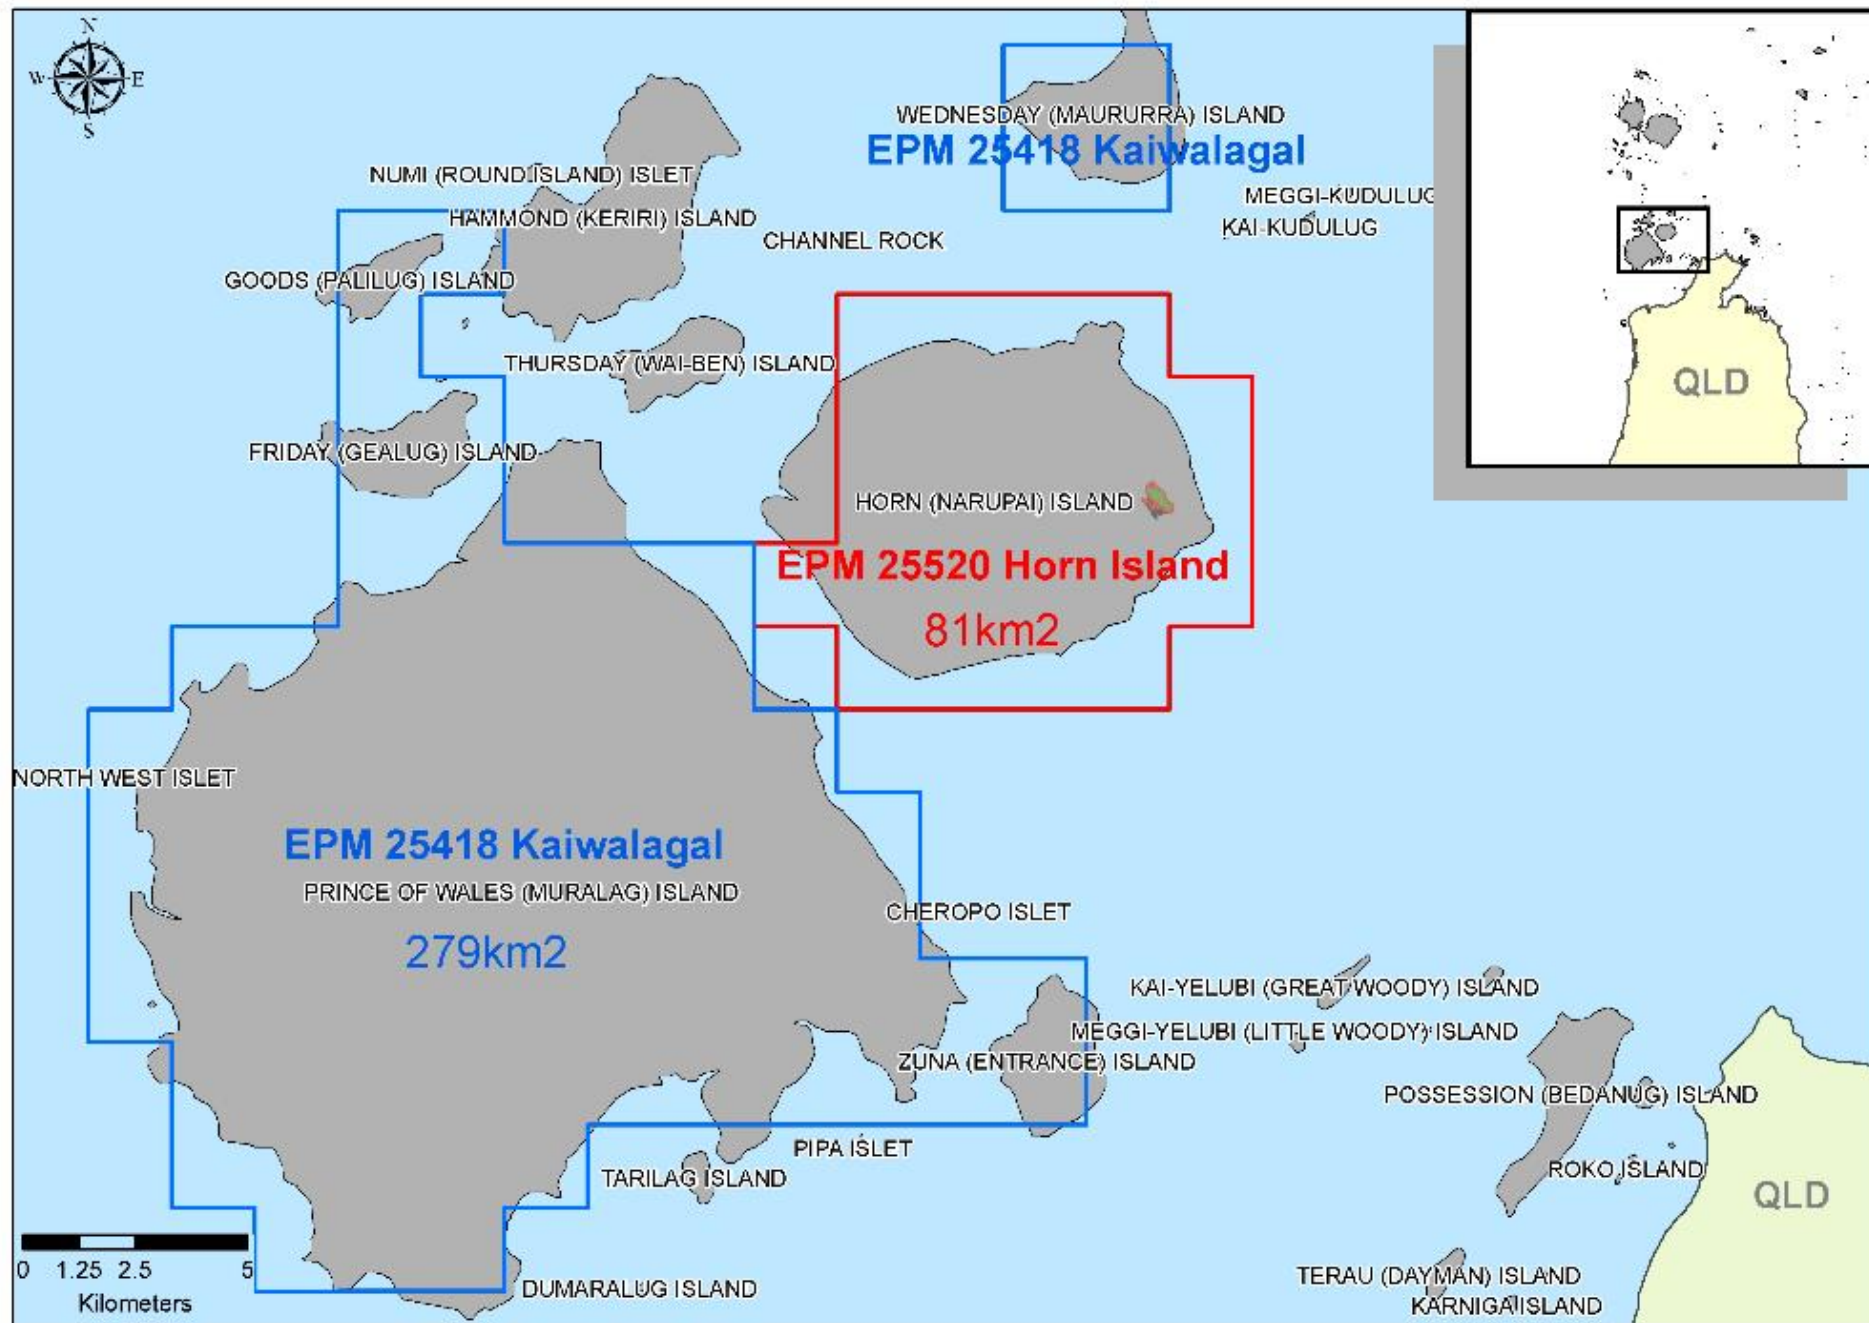 N
W E
S
WEDNESDAY (MAURURRA) ISLAND
EPM 25418 Kaiwalagal
NUMI (ROUND ISLAND) ISLET
MEGGI-KUDULUG
HAMMOND (KERIRI) ISLAND
KAI-KUDULUG
CHANNEL ROCK
GOODS (PALILUG) ISLAND
THURSDAY (WAI-BEN) ISLAND
QLD
FRIDAY (GEALUG) ISLAND
HORN (NARUPAI) ISLAND
EPM 25520 Horn Island
81km2
NORTH WEST ISLET
EPM 25418 Kaiwalagal
PRINCE OF WALES (MURALAG) ISLAND
279km2
CHEROPO ISLET
KAI-YELUBI (GREAT WOODY) ISLAND
MEGGI-YELUBI (LITTLE WOODY) ISLAND
ZUNA (ENTRANCE) ISLAND
POSSESSION (BEDANUG) ISLAND
PIPA ISLET
TARILAG ISLAND
ROKO ISLAND
QLD
0 1.25 2.5 5
Kilometers
DUMARALUG ISLAND
TERAU (DAYMAN) ISLAND
KARNIGA ISLAND